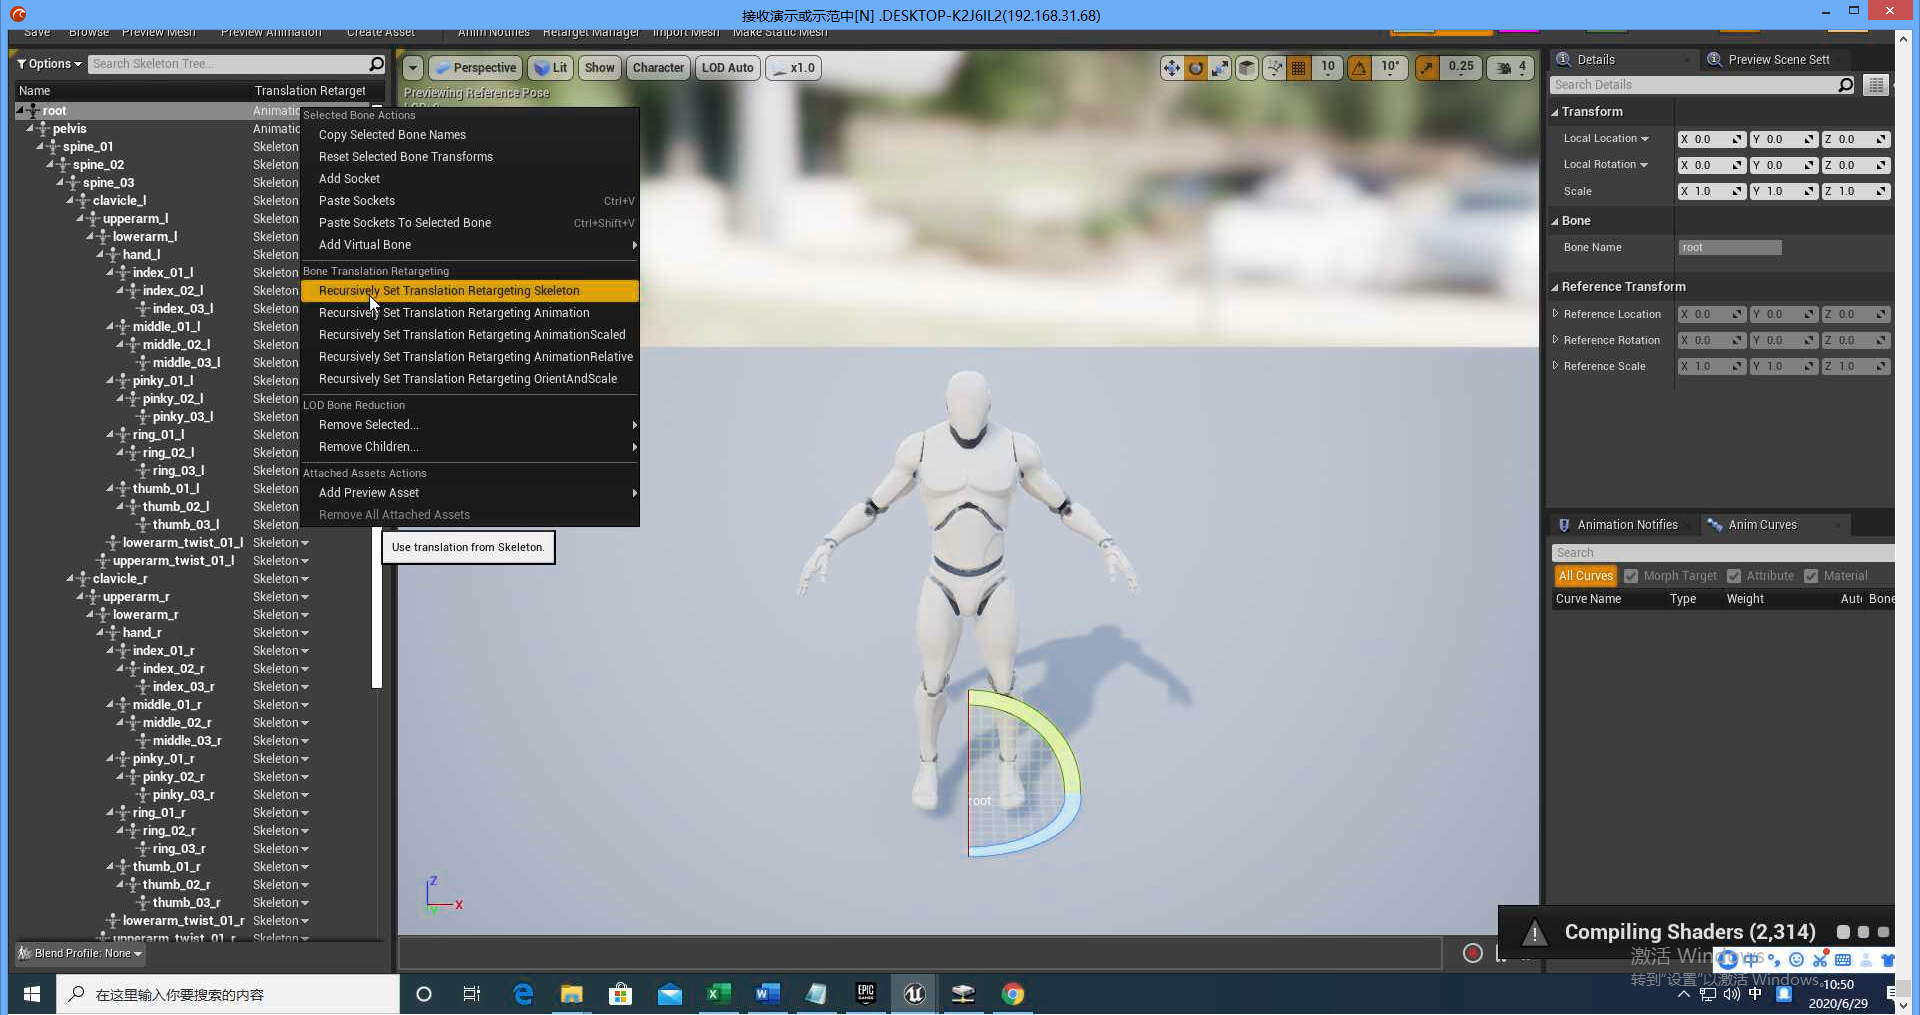 接收演示或示范中[N] .DESKTOP-K2J6IL2(192.168.31.68)
Save Browse Preview Mesh Preview Animation Create Asset Anim Notifies Retarget Manager Import Mesh Make Static Mesh
Options Search Skeleton Tree...
Name Translation Retarget
root Animatic
pelvis Animatic
spine_01 Skeleton
spine_02 Skeleton
spine_03 Skeleton
clavicle_l Skeleton
upperarm_l Skeleton
lowerarm_l Skeleton
hand_l Skeleton
index_01_l Skeleton
index_02_l Skeleton
index_03_l Skeleton
middle_01_l Skeleton
middle_02_l Skeleton
middle_03_l Skeleton
pinky_01_l Skeleton
pinky_02_l Skeleton
pinky_03_l Skeleton
ring_01_l Skeleton
ring_02_l Skeleton
ring_03_l Skeleton
thumb_01_l Skeleton
thumb_02_l Skeleton
thumb_03_l Skeleton
lowerarm_twist_01_l Skeleton
upperarm_twist_01_l Skeleton
clavicle_r Skeleton
upperarm_r Skeleton
lowerarm_r Skeleton
hand_r Skeleton
index_01_r Skeleton
index_02_r Skeleton
index_03_r Skeleton
middle_01_r Skeleton
middle_02_r Skeleton
middle_03_r Skeleton
pinky_01_r Skeleton
pinky_02_r Skeleton
pinky_03_r Skeleton
ring_01_r Skeleton
ring_02_r Skeleton
ring_03_r Skeleton
thumb_01_r Skeleton
thumb_02_r Skeleton
thumb_03_r Skeleton
lowerarm_twist_01_r Skeleton
upperarm_twist_01_r Skeleton
Blend Profile: None
Perspective Lit Show Character LOD Auto x1.0 10 10° 0.25 4
Previewing Reference Pose
Selected Bone Actions
Copy Selected Bone Names
Reset Selected Bone Transforms
Add Socket
Paste Sockets Ctrl+V
Paste Sockets To Selected Bone Ctrl+Shift+V
Add Virtual Bone
Bone Translation Retargeting
Recursively Set Translation Retargeting Skeleton
Recursively Set Translation Retargeting Animation
Recursively Set Translation Retargeting AnimationScaled
Recursively Set Translation Retargeting AnimationRelative
Recursively Set Translation Retargeting OrientAndScale
LOD Bone Reduction
Remove Selected...
Remove Children...
Attached Assets Actions
Add Preview Asset
Remove All Attached Assets
Use translation from Skeleton.
root
Z
X
Y
Details Preview Scene Sett
Search Details
Transform
Local Location X 0.0 Y 0.0 Z 0.0
Local Rotation X 0.0 Y 0.0 Z 0.0
Scale X 1.0 Y 1.0 Z 1.0
Bone
Bone Name root
Reference Transform
Reference Location X 0.0 Y 0.0 Z 0.0
Reference Rotation X 0.0 Y 0.0 Z 0.0
Reference Scale X 1.0 Y 1.0 Z 1.0
Animation Notifies Anim Curves
Search
All Curves Morph Target Attribute Material
Curve Name Type Weight Aut Bone
Compiling Shaders (2,314)
激活 Windows
转到"设置"以激活 Windows。
在这里输入你要搜索的内容
EPIC GAMES
中
10:50
2020/6/29